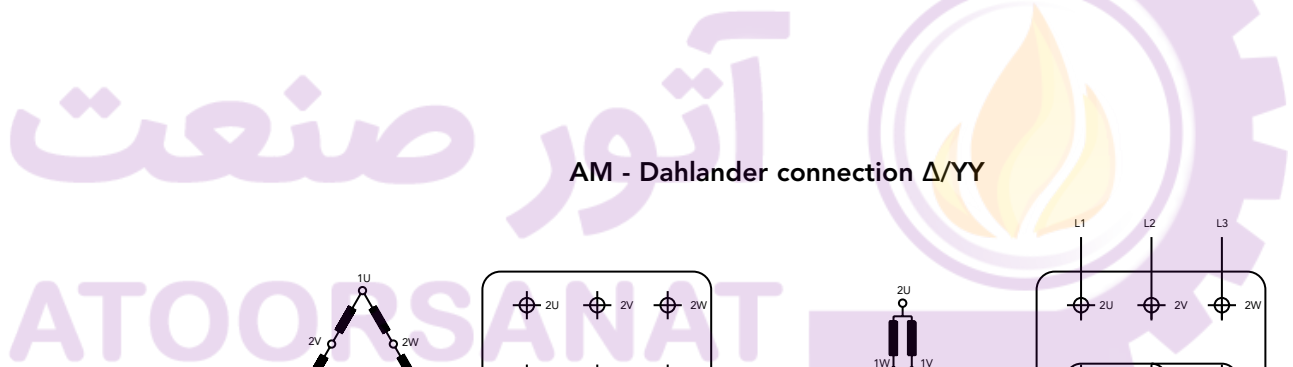 آتور صنعت
AM - Dahlander connection Δ/YY
L1 L2 L3
1U
2U 2V 2W
2U
2U 2V 2W
ATOORSANAT
2V 2W
1W 1V